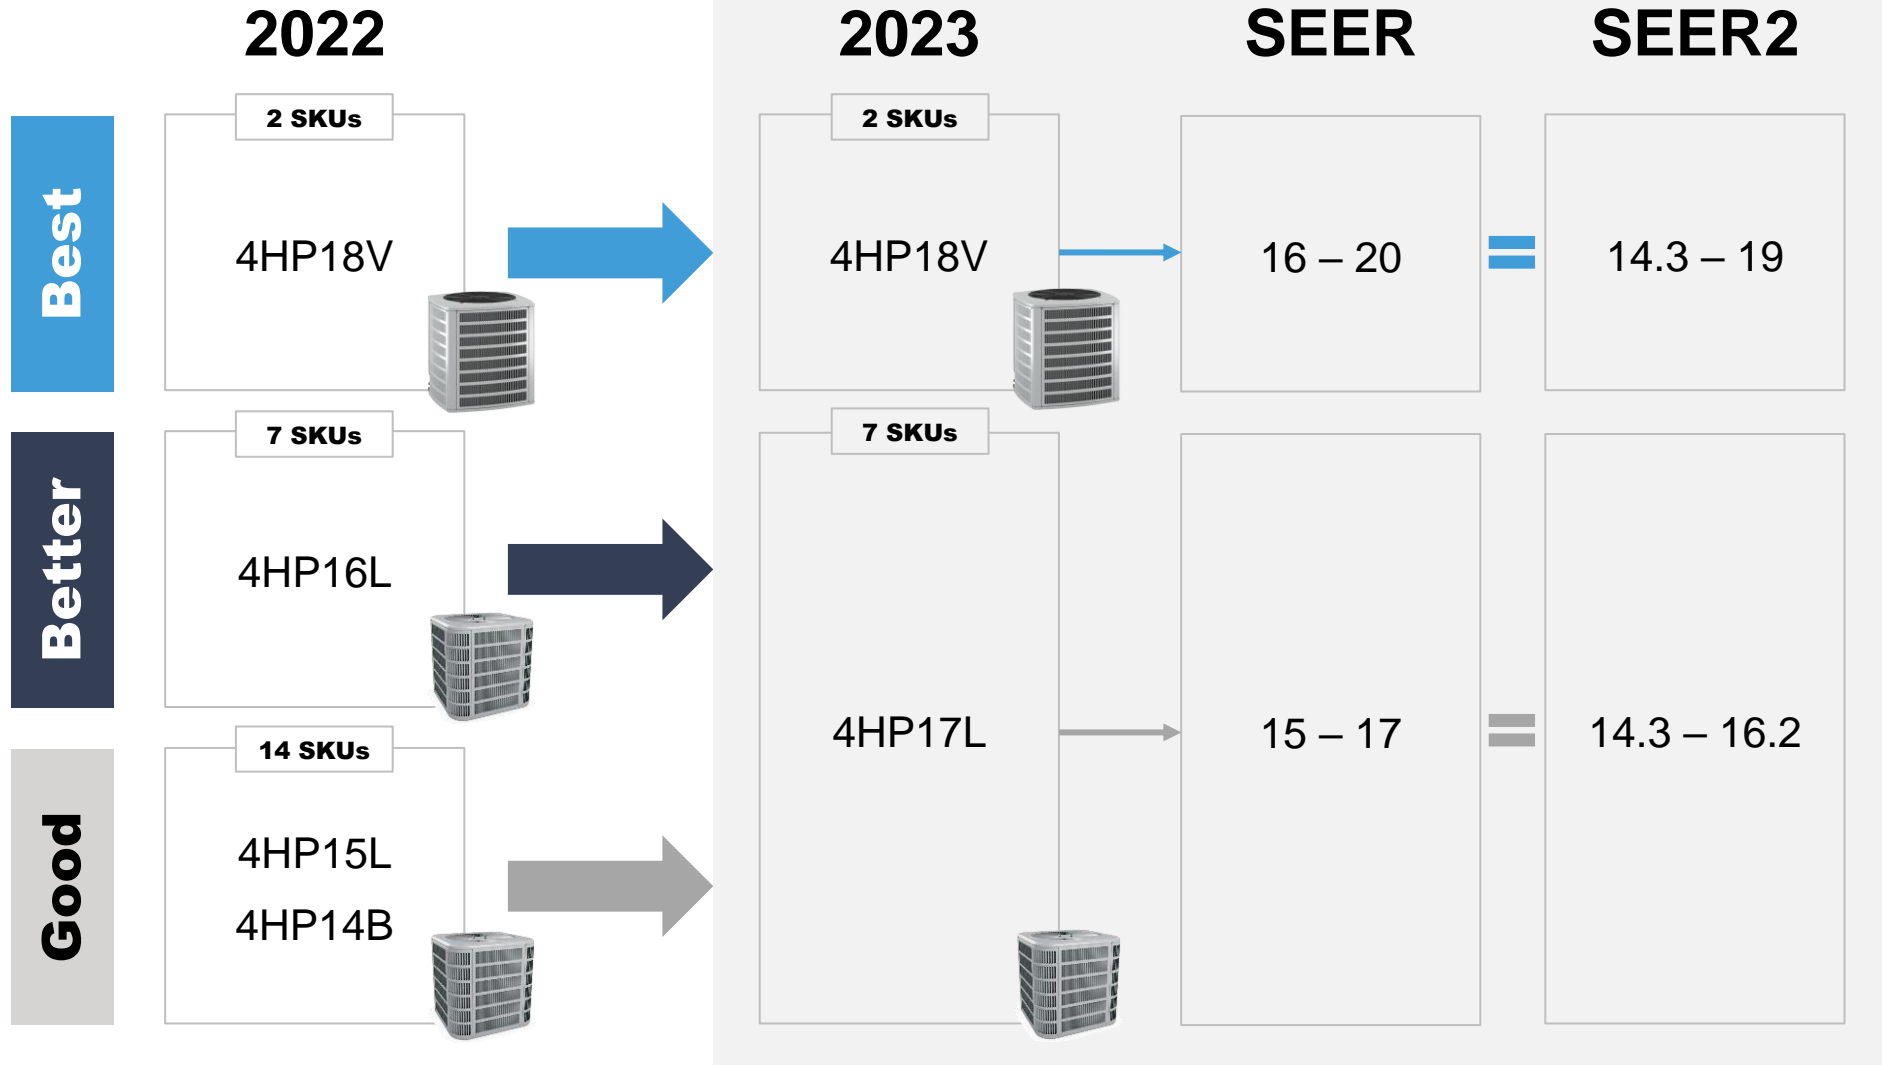 2022
2023
SEER
SEER2
Best
2 SKUs
4HP18V
2 SKUs
4HP18V
16 – 20
14.3 – 19
Better
7 SKUs
4HP16L
7 SKUs
4HP17L
15 – 17
14.3 – 16.2
Good
14 SKUs
4HP15L
4HP14B